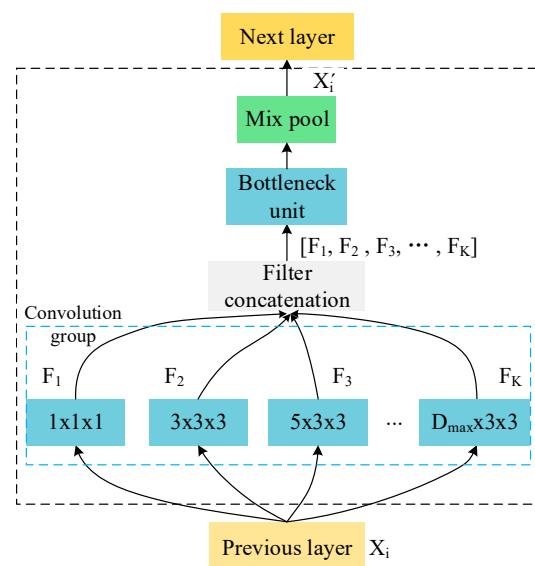 Next layer
X′i
Mix pool
Bottleneck
unit
[F1, F2 , F3, ··· , FK]
Filter
concatenation
Convolution
group
F1 F2 F3 FK
1x1x1 3x3x3 5x3x3 ... Dmaxx3x3
Previous layer Xi